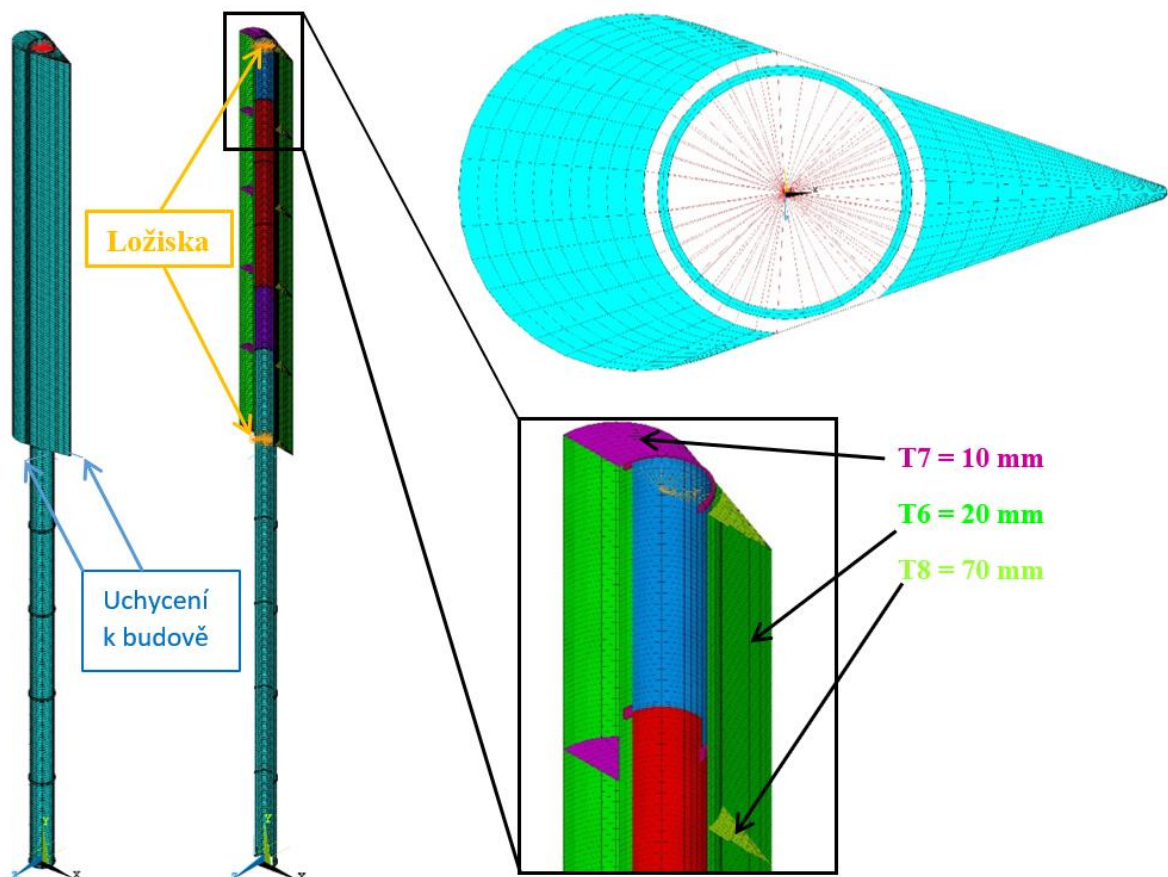 Ložiska
Uchycení
k budově
T7 = 10 mm
T6 = 20 mm
T8 = 70 mm
Y
X
Y
X
X